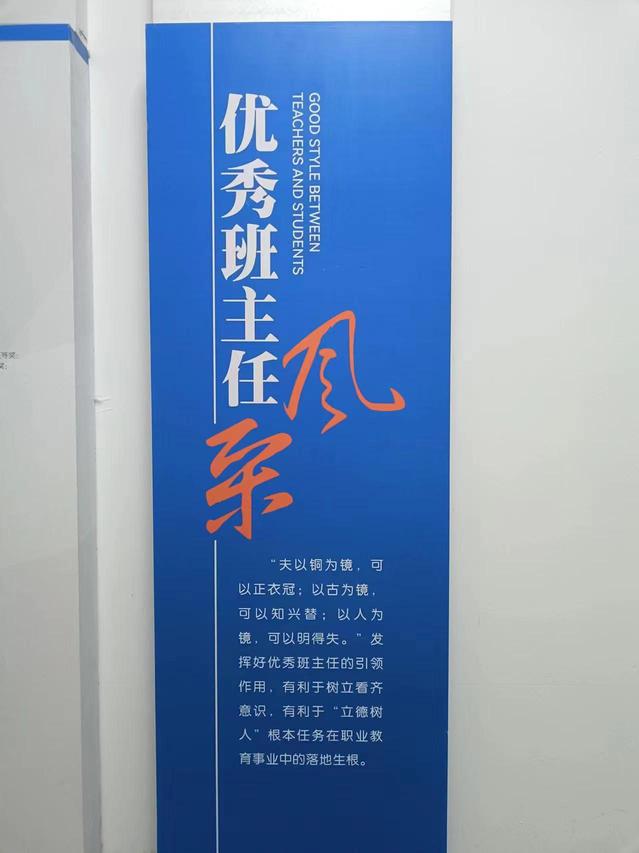 优秀班主任
风采
GOOD STYLE BETWEEN
TEACHERS AND STUDENTS
“夫以铜为镜，可
以正衣冠；以古为镜，
可以知兴替；以人为
镜，可以明得失。”发
挥好优秀班主任的引领
作用，有利于树立看齐
意识，有利于“立德树
人”根本任务在职业教
育事业中的落地生根。